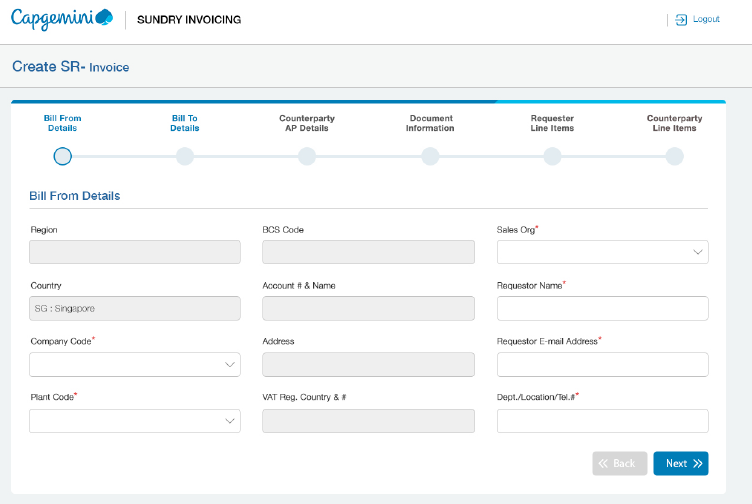 Capgemini
SUNDRY INVOICING
Logout
Create SR- Invoice
Bill From
Details
Bill To
Details
Counterparty
AP Details
Document
Information
Requester
Line Items
Counterparty
Line Items
Bill From Details
Region
BCS Code
Sales Org*
Country
Account # & Name
Requestor Name*
SG : Singapore
Company Code*
Address
Requestor E-mail Address*
Plant Code*
VAT Reg. Country & #
Dept./Location/Tel.#*
Back
Next